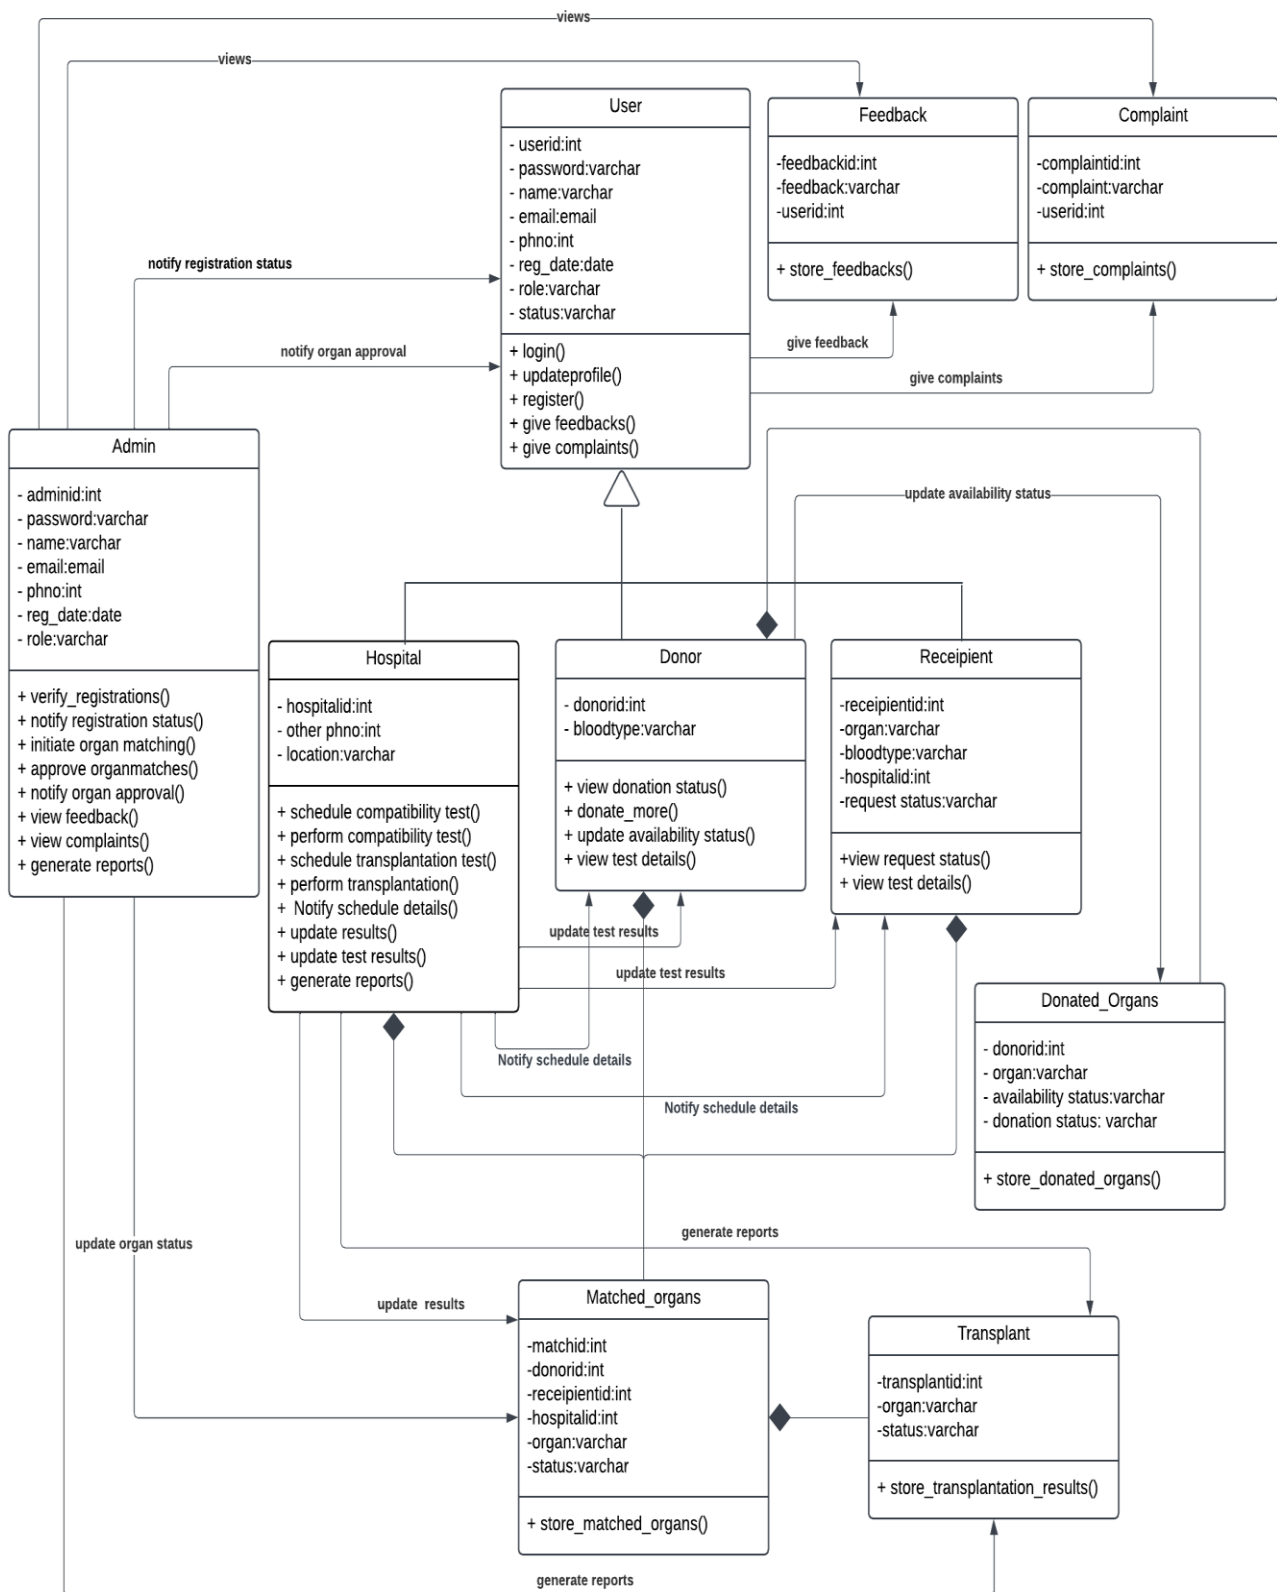 views
views
User
- userid:int
- password:varchar
- name:varchar
- email:email
- phno:int
- reg_date:date
- role:varchar
- status:varchar
+ login()
+ updateprofile()
+ register()
+ give feedbacks()
+ give complaints()
Feedback
-feedbackid:int
-feedback:varchar
-userid:int
+ store_feedbacks()
Complaint
-complaintid:int
-complaint:varchar
-userid:int
+ store_complaints()
notify registration status
notify organ approval
give feedback
give complaints
Admin
- adminid:int
- password:varchar
- name:varchar
- email:email
- phno:int
- reg_date:date
- role:varchar
+ verify_registrations()
+ notify registration status()
+ initiate organ matching()
+ approve organmatches()
+ notify organ approval()
+ view feedback()
+ view complaints()
+ generate reports()
update availability status
Hospital
- hospitalid:int
- other phno:int
- location:varchar
+ schedule compatibility test()
+ perform compatibility test()
+ schedule transplantation test()
+ perform transplantation()
+ Notify schedule details()
+ update results()
+ update test results()
+ generate reports()
Donor
- donorid:int
- bloodtype:varchar
+ view donation status()
+ donate_more()
+ update availability status()
+ view test details()
Receipient
-receipientid:int
-organ:varchar
-bloodtype:varchar
-hospitalid:int
-request status:varchar
+view request status()
+ view test details()
update test results
update test results
Notify schedule details
Notify schedule details
Donated_Organs
- donorid:int
- organ:varchar
- availability status:varchar
- donation status: varchar
+ store_donated_organs()
update organ status
generate reports
update results
Matched_organs
-matchid:int
-donorid:int
-receipientid:int
-hospitalid:int
-organ:varchar
-status:varchar
+ store_matched_organs()
Transplant
-transplantid:int
-organ:varchar
-status:varchar
+ store_transplantation_results()
generate reports